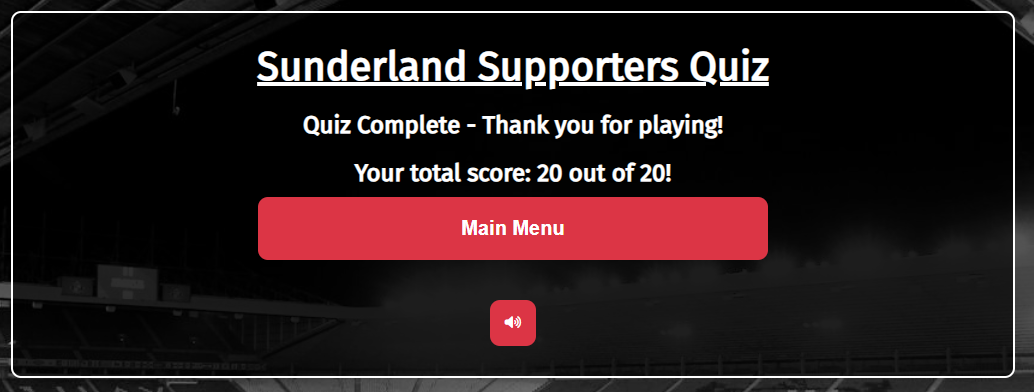 Sunderland Supporters Quiz
Quiz Complete - Thank you for playing!
Your total score: 20 out of 20!
Main Menu